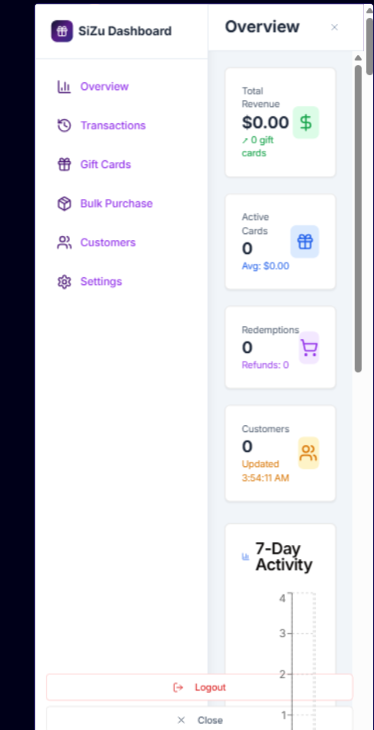 SiZu Dashboard
Overview
Transactions
Gift Cards
Bulk Purchase
Customers
Settings
Overview
×
Total
Revenue
$0.00
↗ 0 gift
cards
Active
Cards
0
Avg: $0.00
Redemptions
0
Refunds: 0
Customers
0
Updated
3:54:11 AM
7-Day
Activity
4
3
2
1
Logout
Close